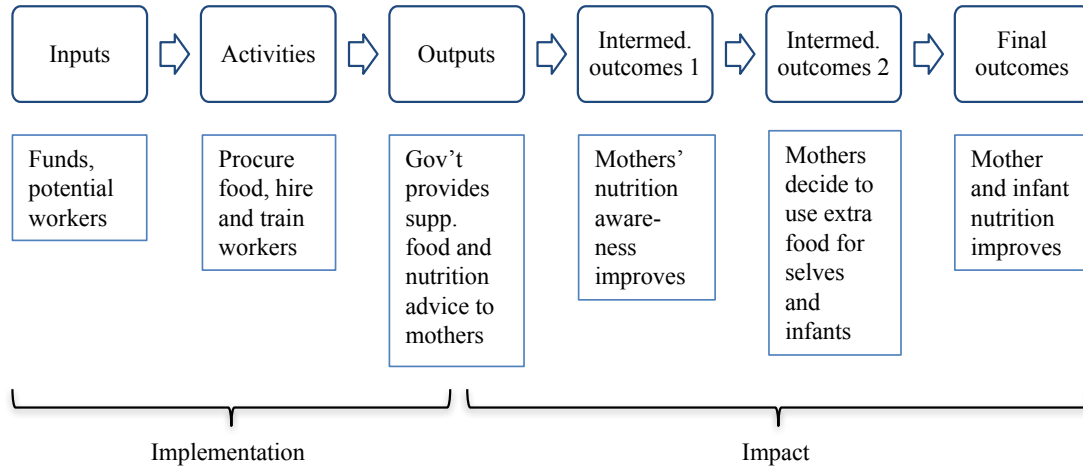 Inputs
Activities
Outputs
Intermed.
outcomes 1
Intermed.
outcomes 2
Final
outcomes
Funds,
potential
workers
Procure
food, hire
and train
workers
Gov’t
provides
supp.
food and
nutrition
advice to
mothers
Mothers’
nutrition
aware-
ness
improves
Mothers
decide to
use extra
food for
selves
and
infants
Mother
and infant
nutrition
improves
Implementation
Impact